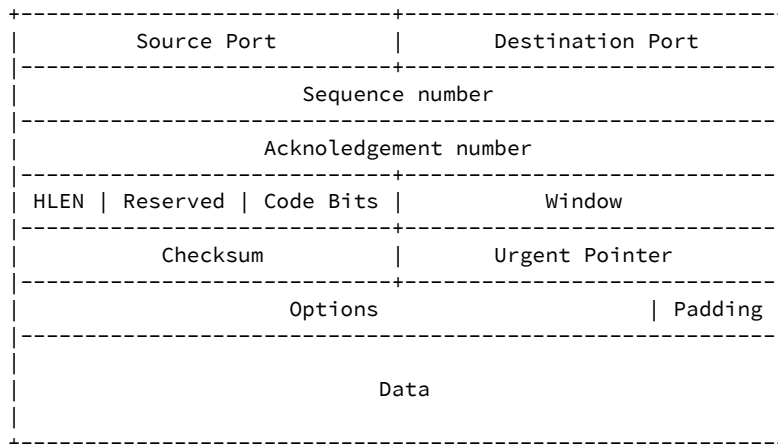 Source Port | Destination Port
Sequence number
Acknoledgement number
HLEN | Reserved | Code Bits | Window
Checksum | Urgent Pointer
Options | Padding
Data